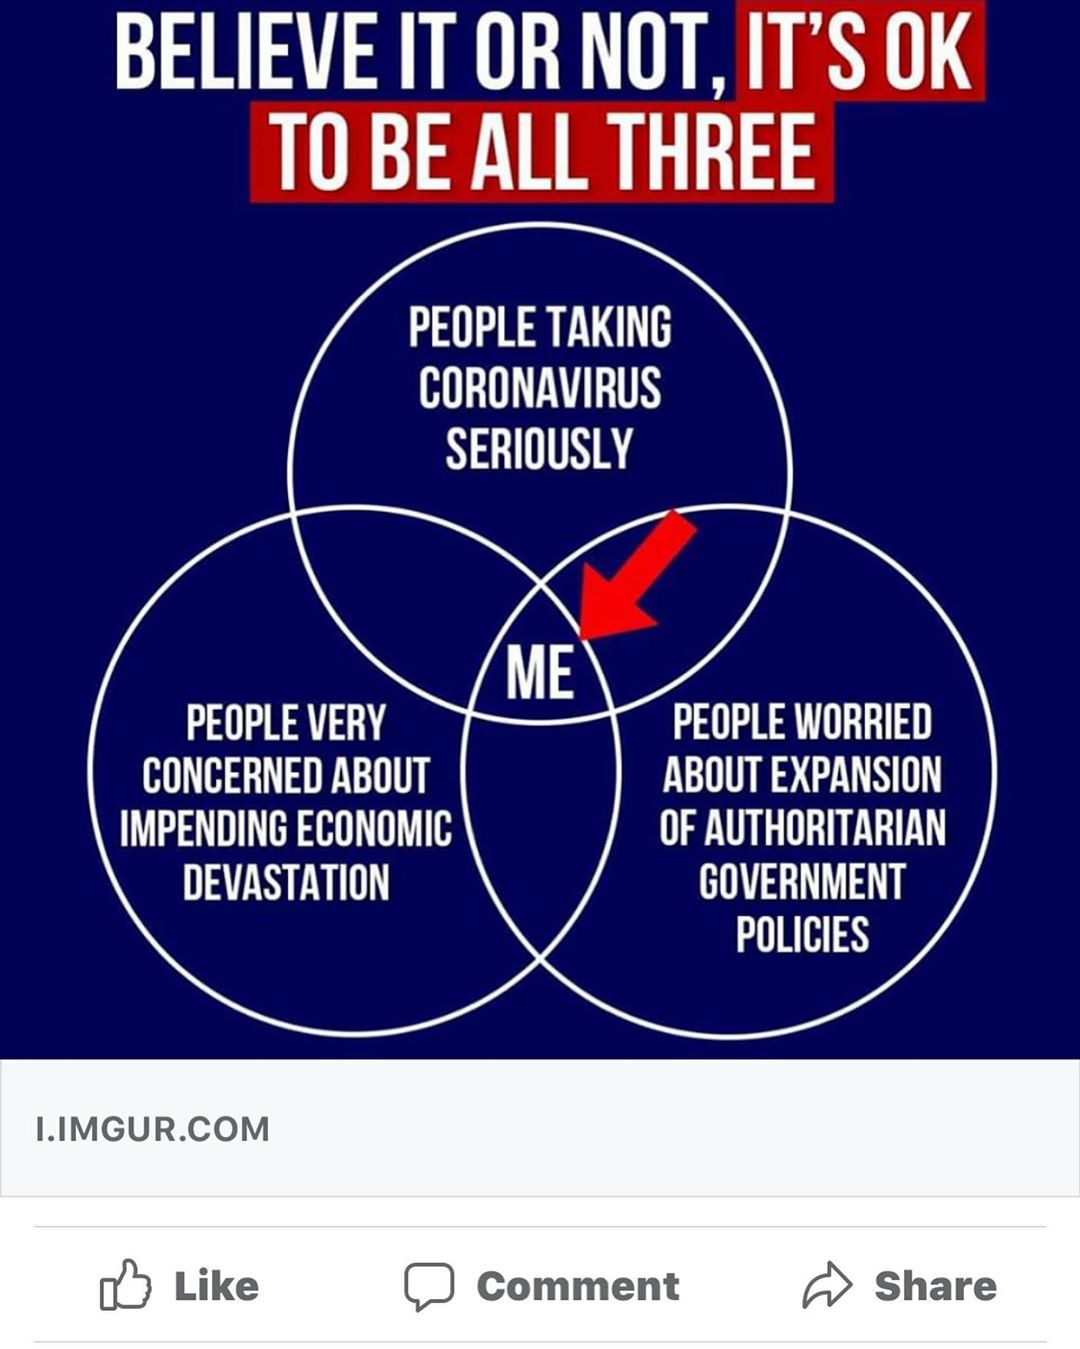 BELIEVE IT OR NOT, IT'S OK
TO BE ALL THREE
PEOPLE TAKING
CORONAVIRUS
SERIOUSLY
ME
PEOPLE VERY
CONCERNED ABOUT
IMPENDING ECONOMIC
DEVASTATION
PEOPLE WORRIED
ABOUT EXPANSION
OF AUTHORITARIAN
GOVERNMENT
POLICIES
I.IMGUR.COM
Like
Comment
Share